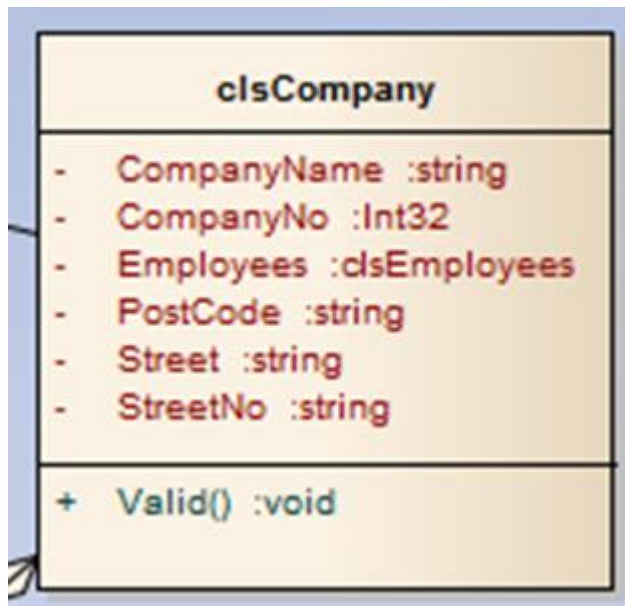 clsCompany
- CompanyName :string
- CompanyNo :Int32
- Employees :clsEmployees
- PostCode :string
- Street :string
- StreetNo :string
+ Valid() :void